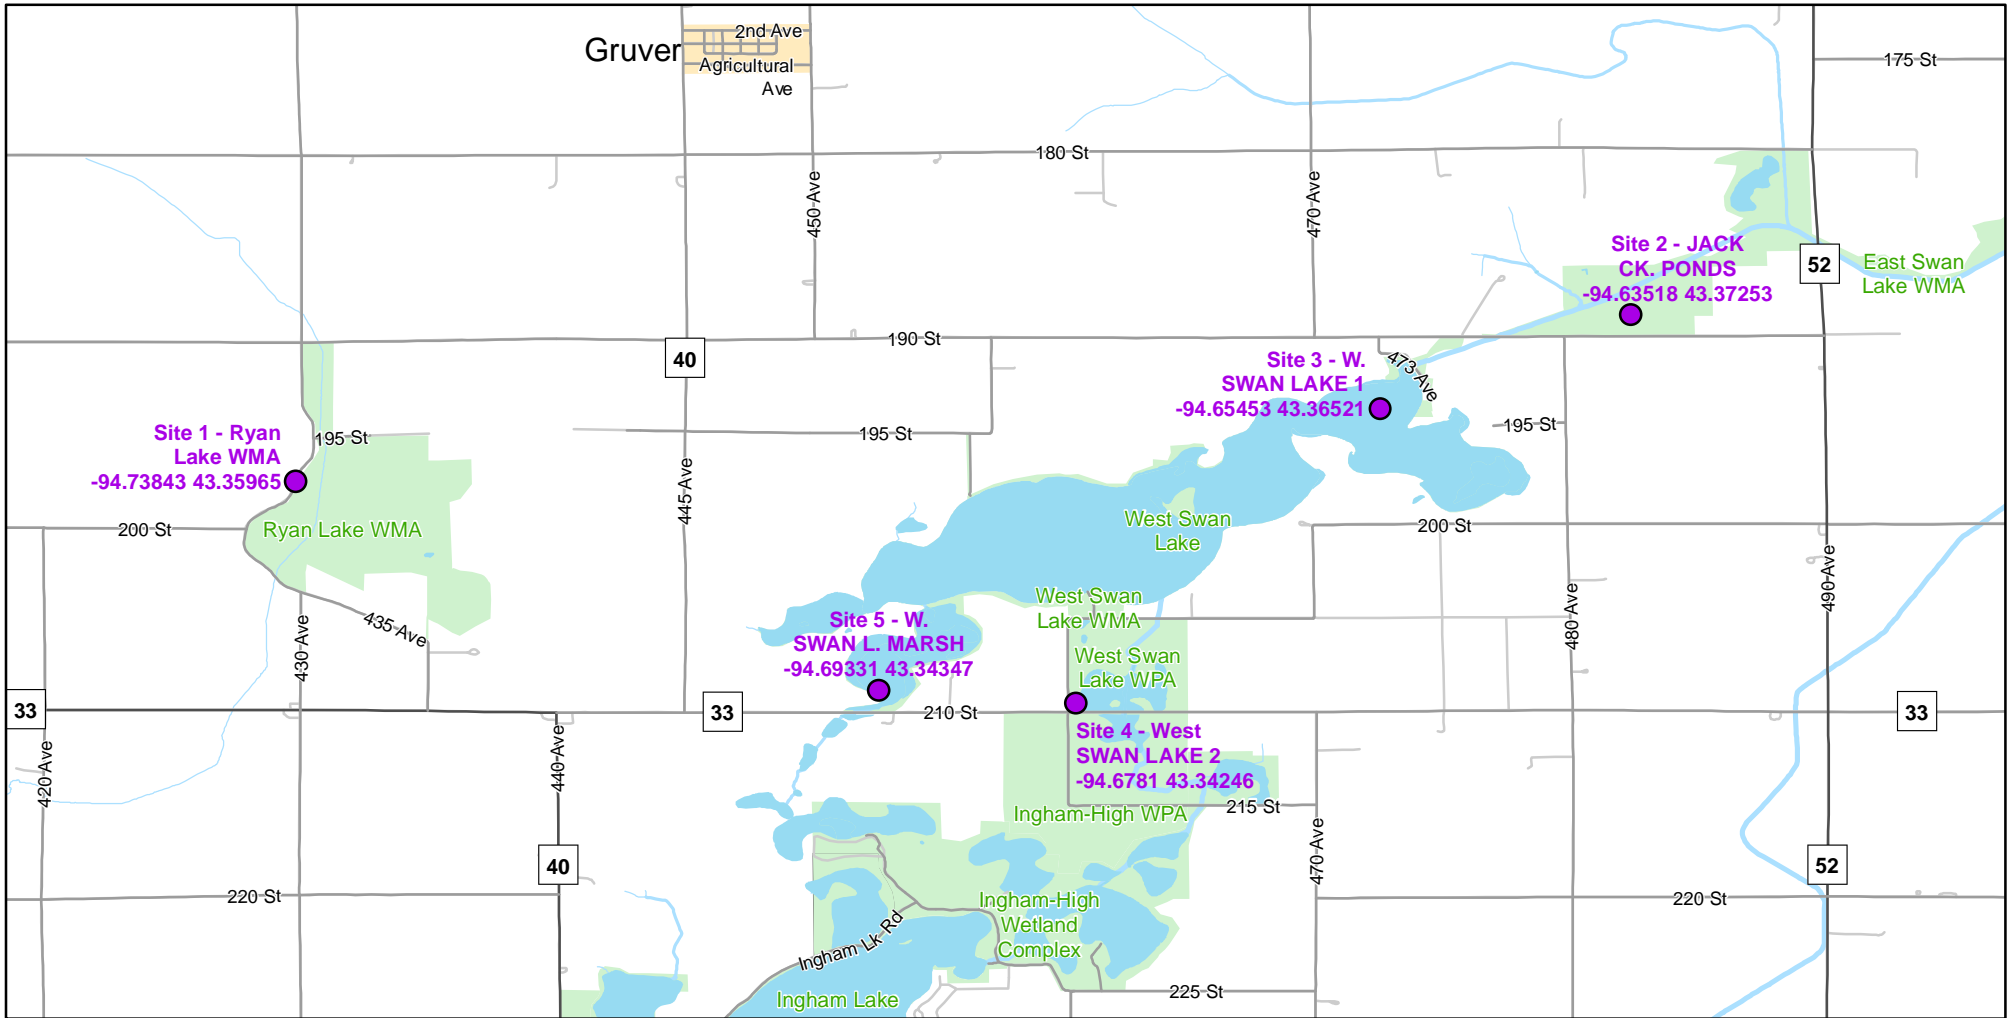 2nd Ave
Gruver
Agricultural
Ave
175 St
180 St
450 Ave
470 Ave
Site 2 - JACK
CK. PONDS
-94.63518 43.37253
52
East Swan
Lake WMA
190 St
40
Site 3 - W.
SWAN LAKE 1
-94.65453 43.36521
473 Ave
Site 1 - Ryan
Lake WMA
-94.73843 43.35965
195 St
195 St
195 St
445 Ave
200 St
Ryan Lake WMA
West Swan
Lake
200 St
490 Ave
480 Ave
435 Ave
430 Ave
West Swan
Lake WMA
Site 5 - W.
SWAN L. MARSH
-94.69331 43.34347
West Swan
Lake WPA
33
33
210 St
33
Site 4 - West
SWAN LAKE 2
-94.6781 43.34246
420 Ave
440 Ave
215 St
Ingham-High WPA
470 Ave
40
52
220 St
220 St
Ingham-High
Wetland
Complex
Ingham Lk Rd
225 St
Ingham Lake